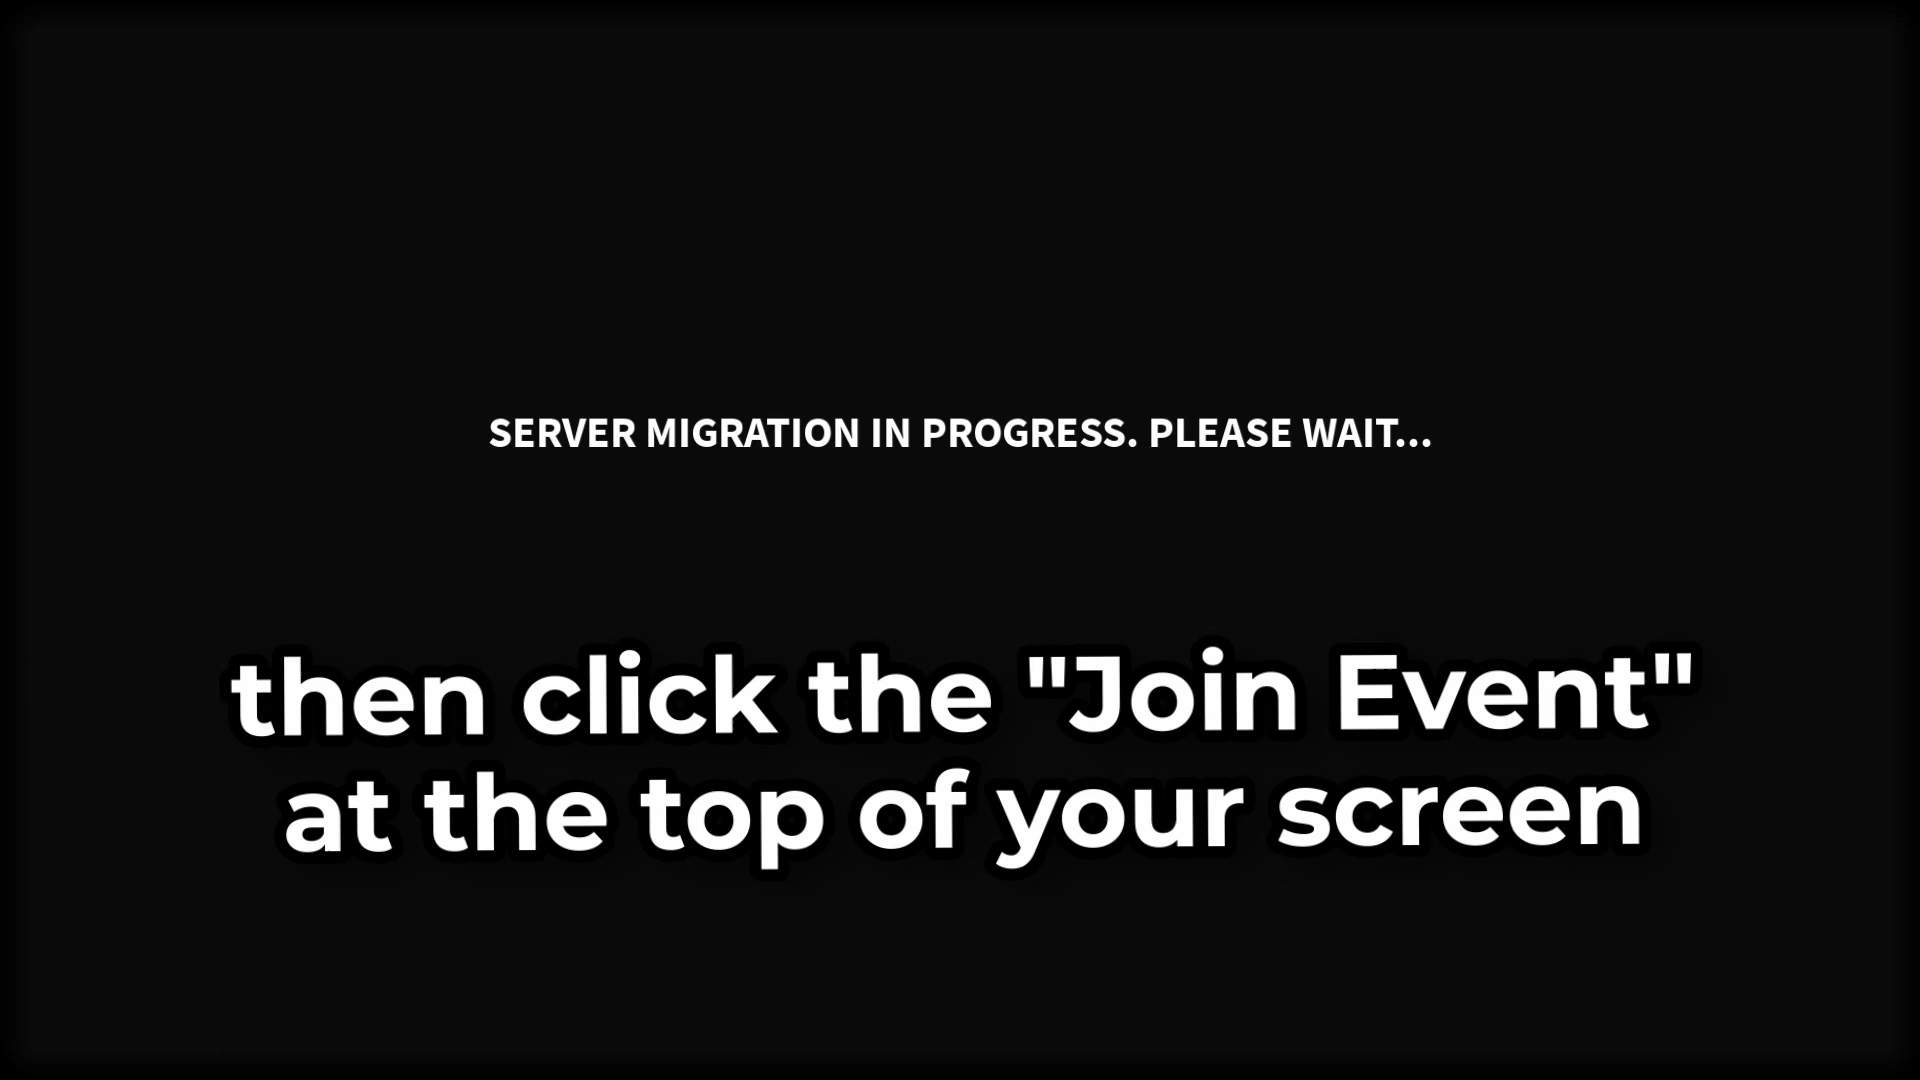 SERVER MIGRATION IN PROGRESS. PLEASE WAIT...
then click the "Join Event"
at the top of your screen